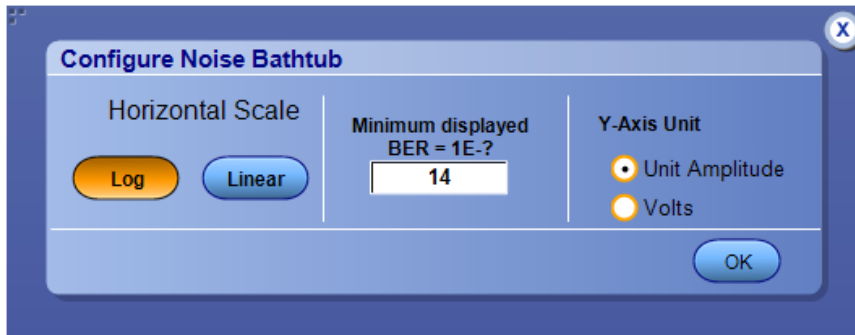 X
Configure Noise Bathtub
Horizontal Scale
Log
Linear
Minimum displayed
BER = 1E-?
14
Y-Axis Unit
Unit Amplitude
Volts
OK